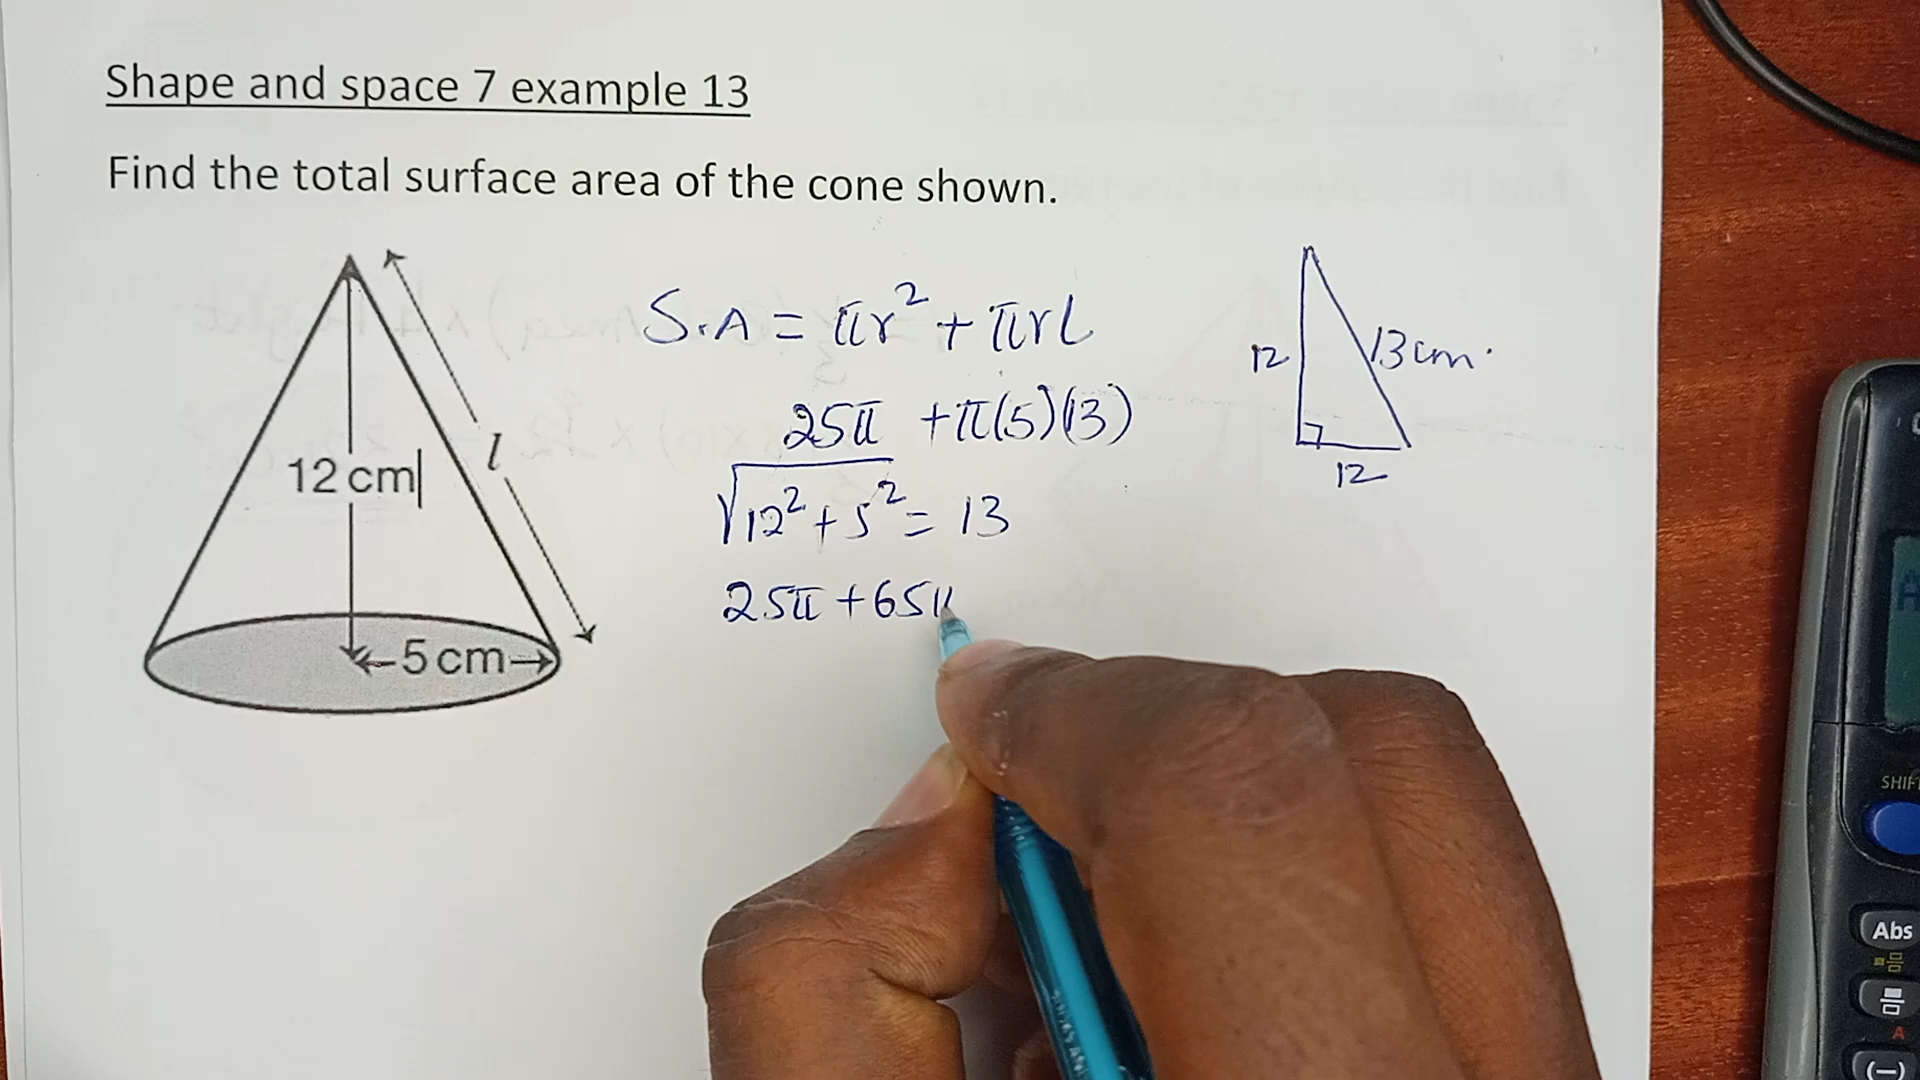 Shape and space 7 example 13
Find the total surface area of the cone shown.
12 cm
l
5 cm
S.A = πr² + πrl
25π + π(5)(13)
√12² + 5² = 13
25π + 65π
12
13cm.
12
SHIF
Abs
(−)
A